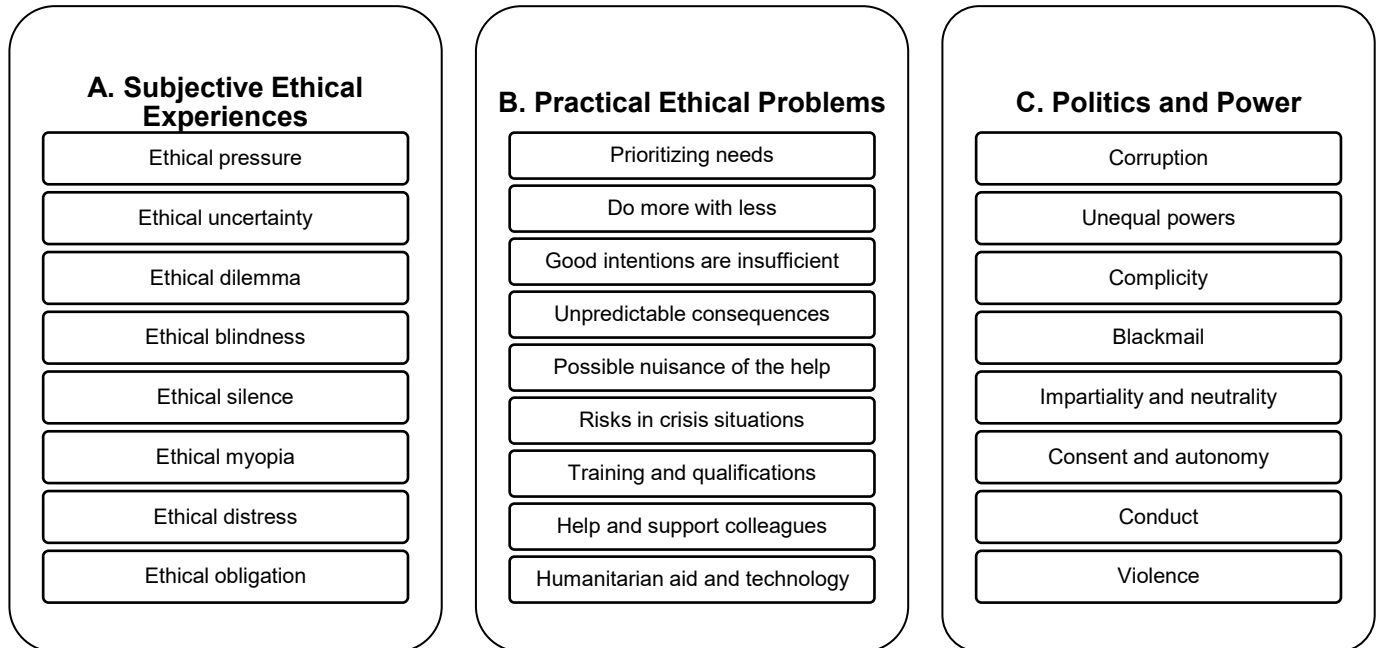 A. Subjective Ethical
Experiences
Ethical pressure
Ethical uncertainty
Ethical dilemma
Ethical blindness
Ethical silence
Ethical myopia
Ethical distress
Ethical obligation
B. Practical Ethical Problems
Prioritizing needs
Do more with less
Good intentions are insufficient
Unpredictable consequences
Possible nuisance of the help
Risks in crisis situations
Training and qualifications
Help and support colleagues
Humanitarian aid and technology
C. Politics and Power
Corruption
Unequal powers
Complicity
Blackmail
Impartiality and neutrality
Consent and autonomy
Conduct
Violence